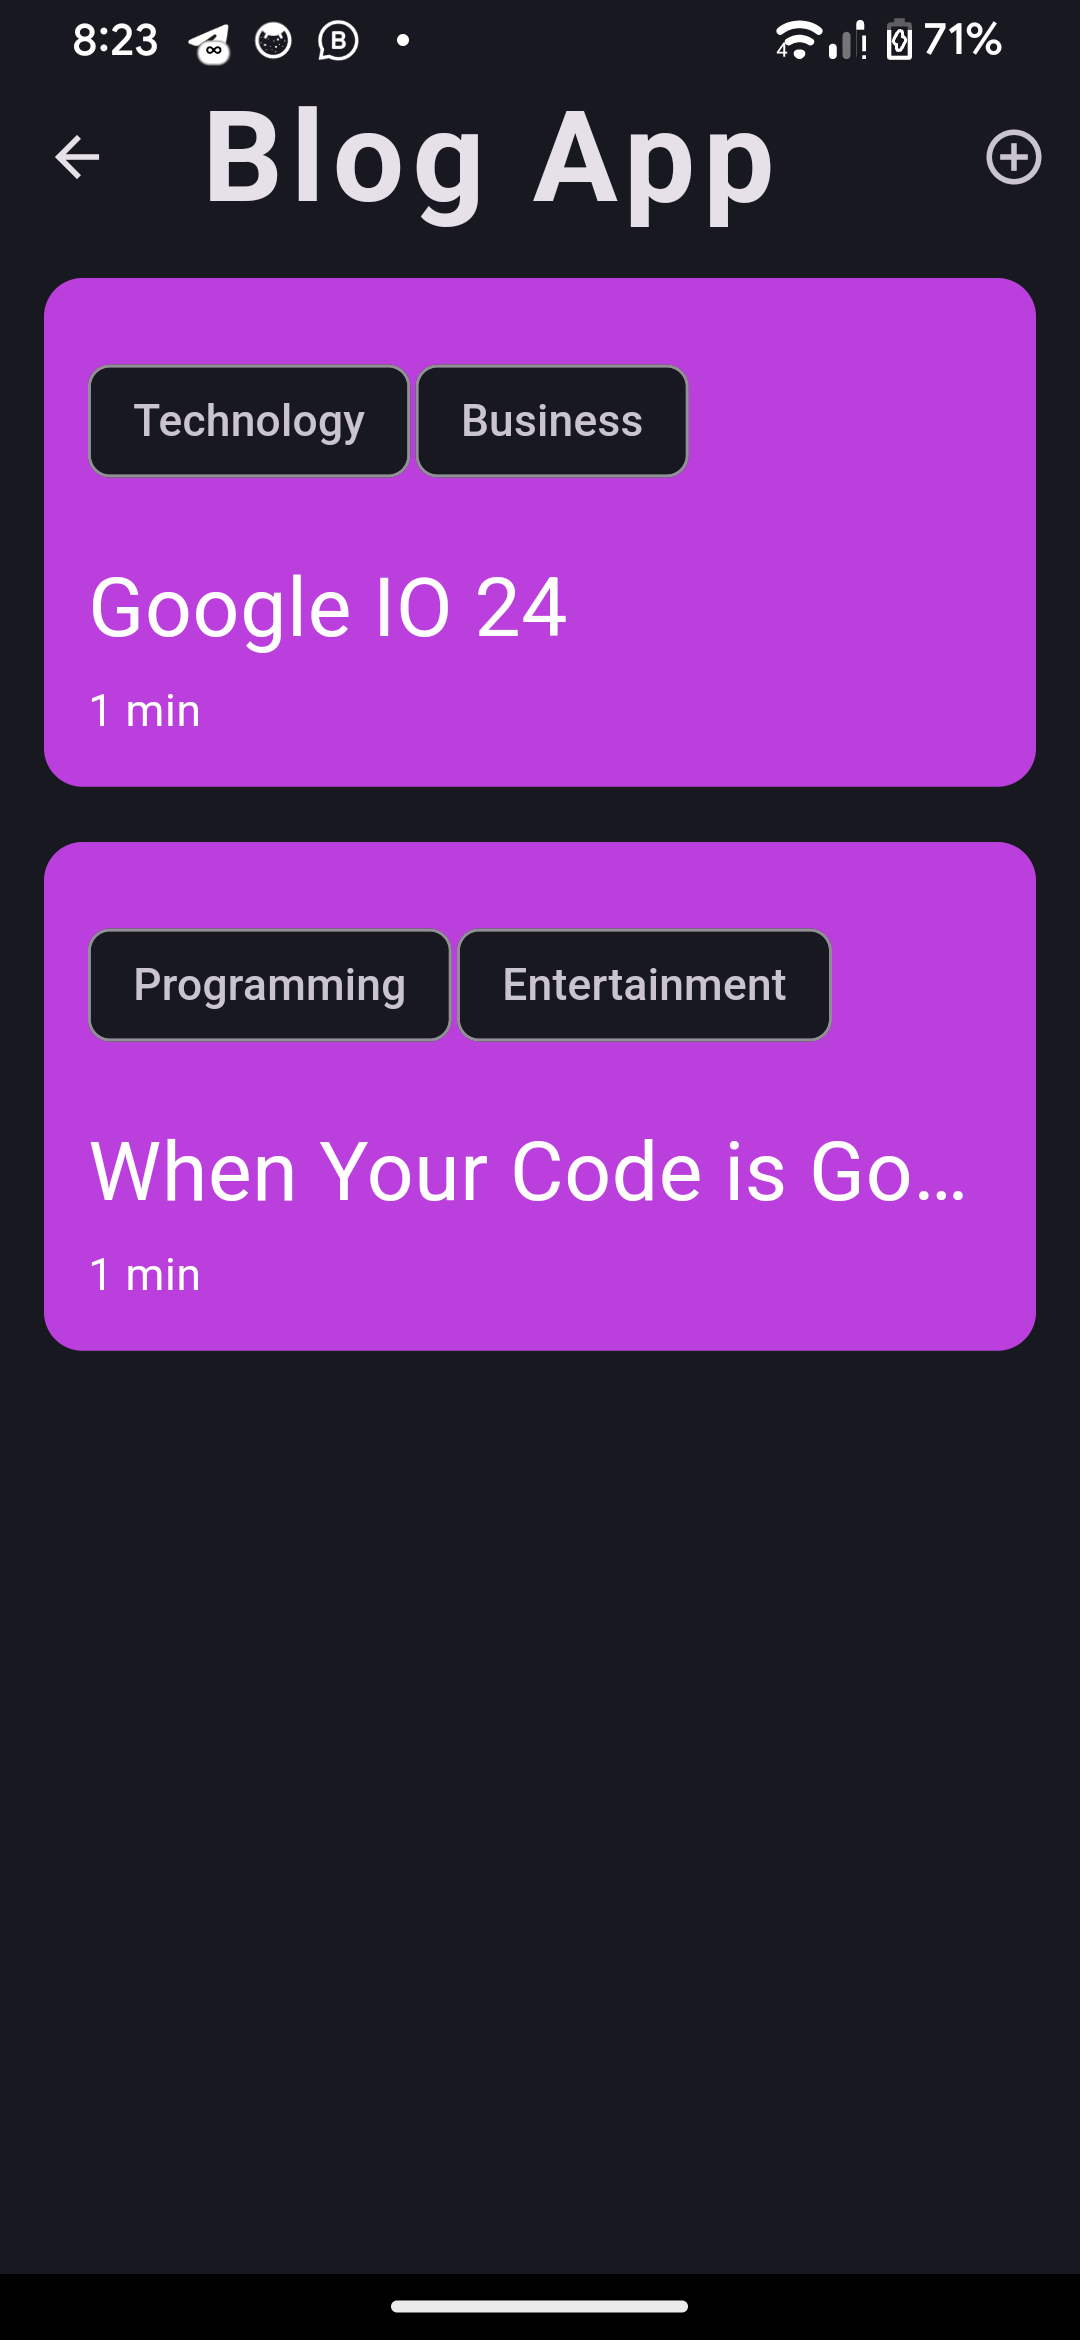 8:23 B 4 71%
Blog App
Technology Business
Google IO 24
1 min
Programming Entertainment
When Your Code is Go...
1 min